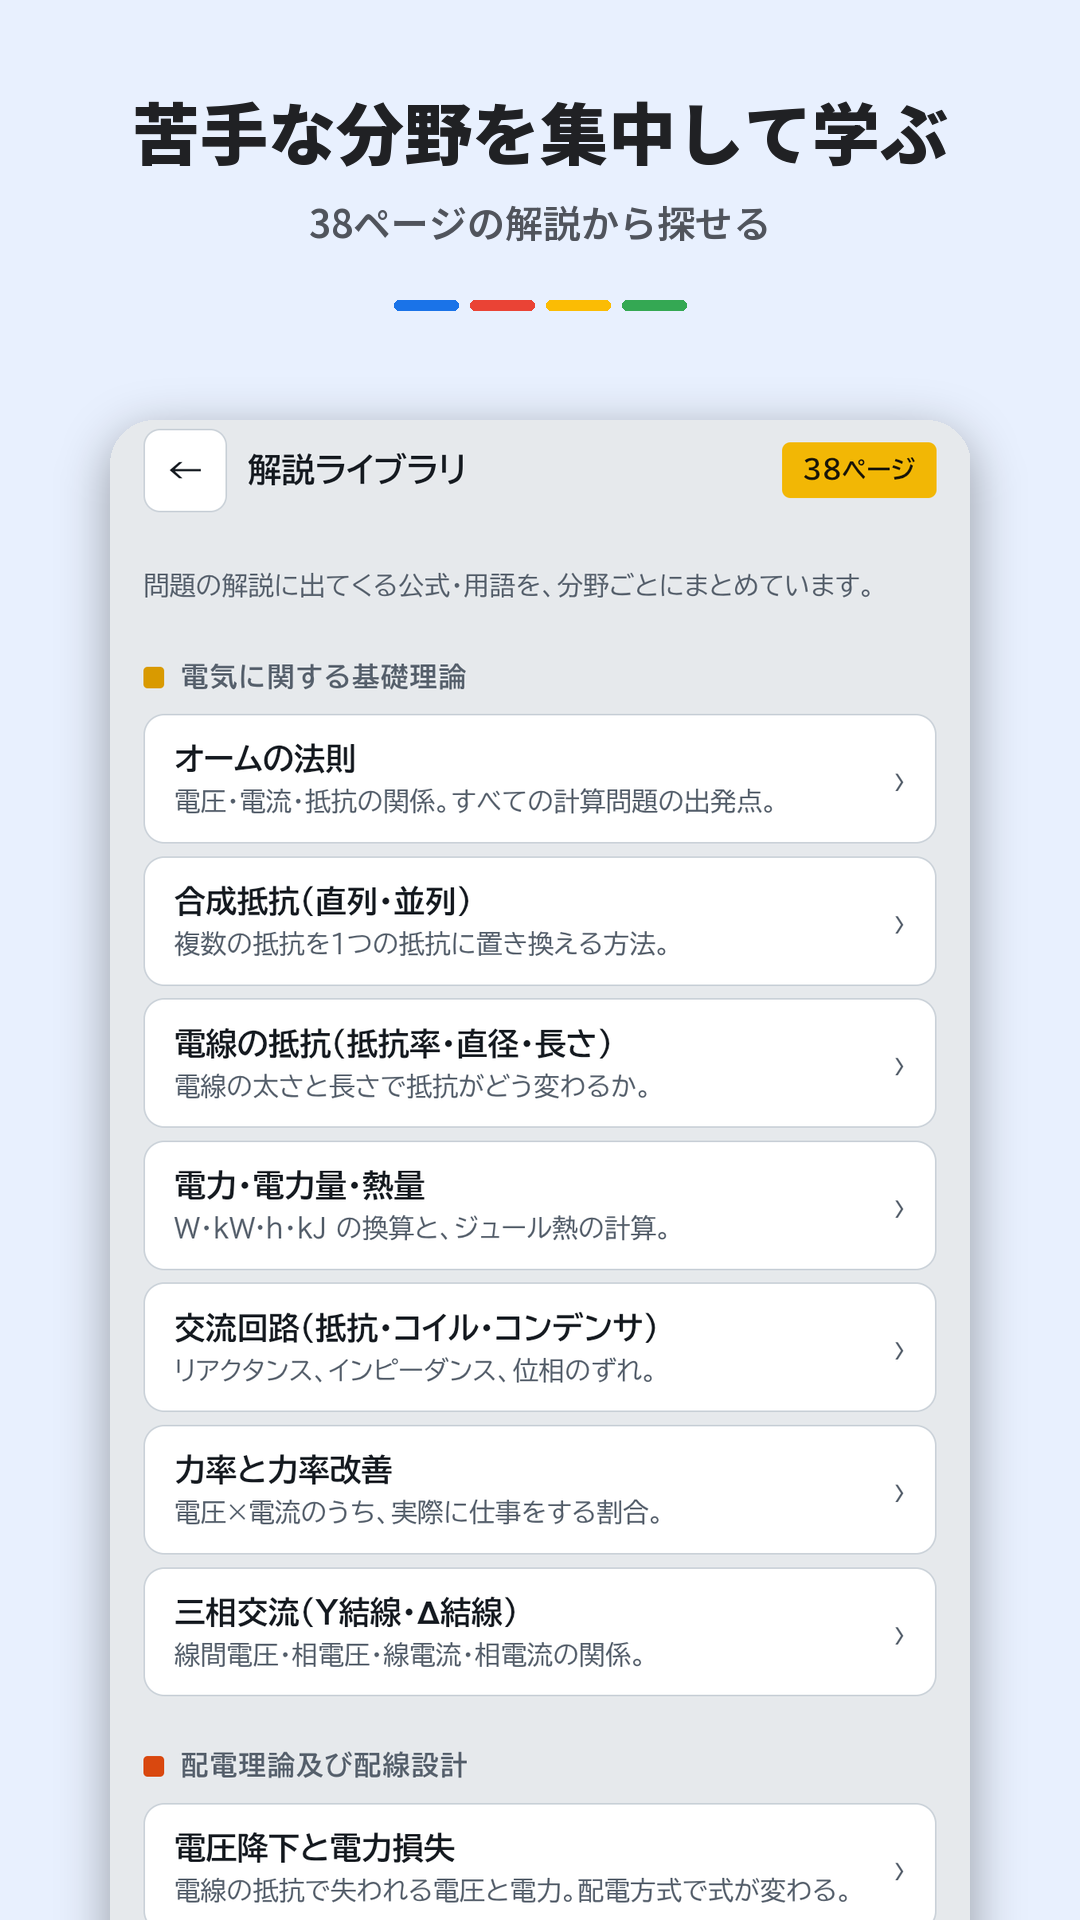 苦手な分野を集中して学ぶ
38ページの解説から探せる
← 解説ライブラリ 38ページ
問題の解説に出てくる公式・用語を、分野ごとにまとめています。
電気に関する基礎理論
オームの法則
電圧・電流・抵抗の関係。すべての計算問題の出発点。
›
合成抵抗(直列・並列)
複数の抵抗を1つの抵抗に置き換える方法。
›
電線の抵抗(抵抗率・直径・長さ)
電線の太さと長さで抵抗がどう変わるか。
›
電力・電力量・熱量
W・kW・h・kJ の換算と、ジュール熱の計算。
›
交流回路(抵抗・コイル・コンデンサ)
リアクタンス、インピーダンス、位相のずれ。
›
力率と力率改善
電圧×電流のうち、実際に仕事をする割合。
›
三相交流(Y結線・Δ結線)
線間電圧・相電圧・線電流・相電流の関係。
›
配電理論及び配線設計
電圧降下と電力損失
電線の抵抗で失われる電圧と電力。配電方式で式が変わる。
›